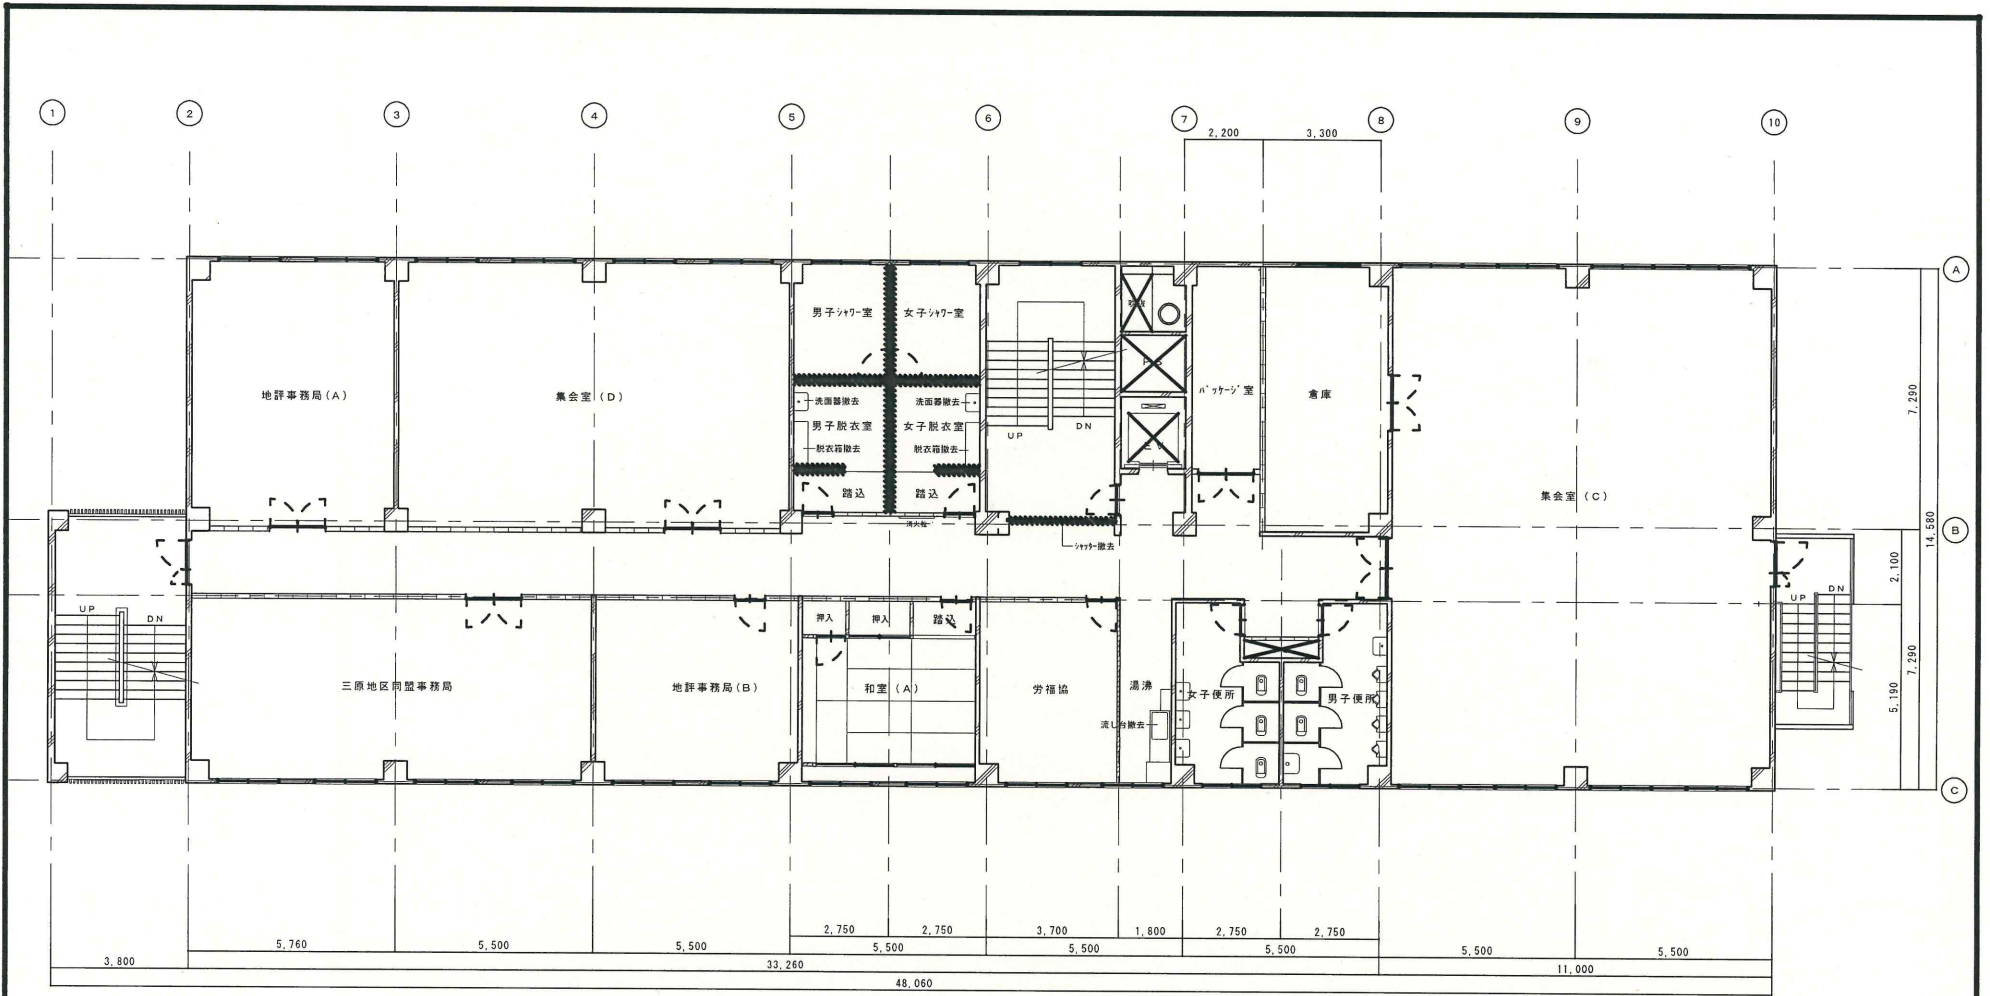 1
2
3
4
5
6
7
8
9
10
2,200
3,300
A
男子シャワー室
女子シャワー室
地評事務局(A)
集会室(D)
パッケージ室
倉庫
洗面器撤去
洗面器撤去
男子脱衣室
女子脱衣室
UP
DN
脱衣箱撤去
脱衣箱撤去
踏込
踏込
消火栓
集会室(C)
7,290
B
14,580
シャッター撤去
2,100
UP
DN
UP
DN
押入
押入
踏込
三原地区同盟事務局
地評事務局(B)
和室(A)
労福協
湯沸
女子便所
男子便所
流し台撤去
5,190
7,290
C
2,750
2,750
3,700
1,800
2,750
2,750
5,760
5,500
5,500
5,500
5,500
5,500
5,500
5,500
3,800
33,260
11,000
48,060